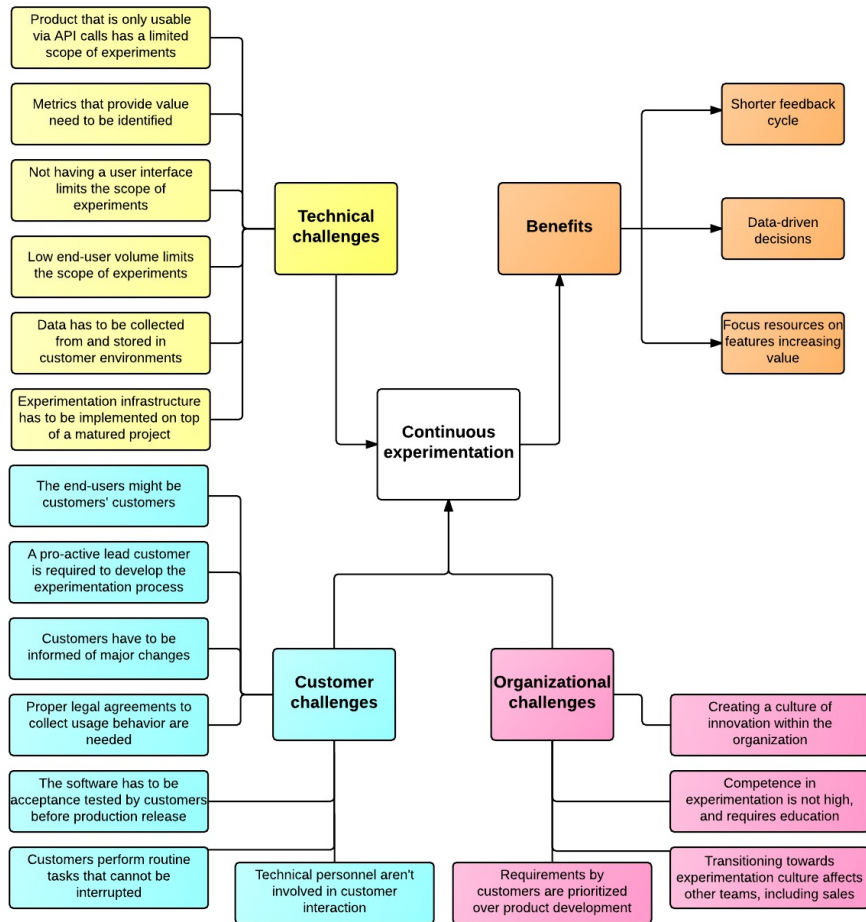 Product that is only usable
via API calls has a limited
scope of experiments
Metrics that provide value
need to be identified
Not having a user interface
limits the scope of
experiments
Low end-user volume limits
the scope of experiments
Data has to be collected
from and stored in
customer environments
Experimentation infrastructure
has to be implemented on top
of a matured project
Technical
challenges
Benefits
Shorter feedback
cycle
Data-driven
decisions
Focus resources on
features increasing
value
Continuous
experimentation
The end-users might be
customers' customers
A pro-active lead customer
is required to develop the
experimentation process
Customers have to be
informed of major changes
Proper legal agreements to
collect usage behavior are
needed
The software has to be
acceptance tested by customers
before production release
Customers perform routine
tasks that cannot be
interrupted
Customer
challenges
Technical personnel aren't
involved in customer
interaction
Organizational
challenges
Requirements by
customers are prioritized
over product development
Creating a culture of
innovation within the
organization
Competence in
experimentation is not high,
and requires education
Transitioning towards
experimentation culture affects
other teams, including sales